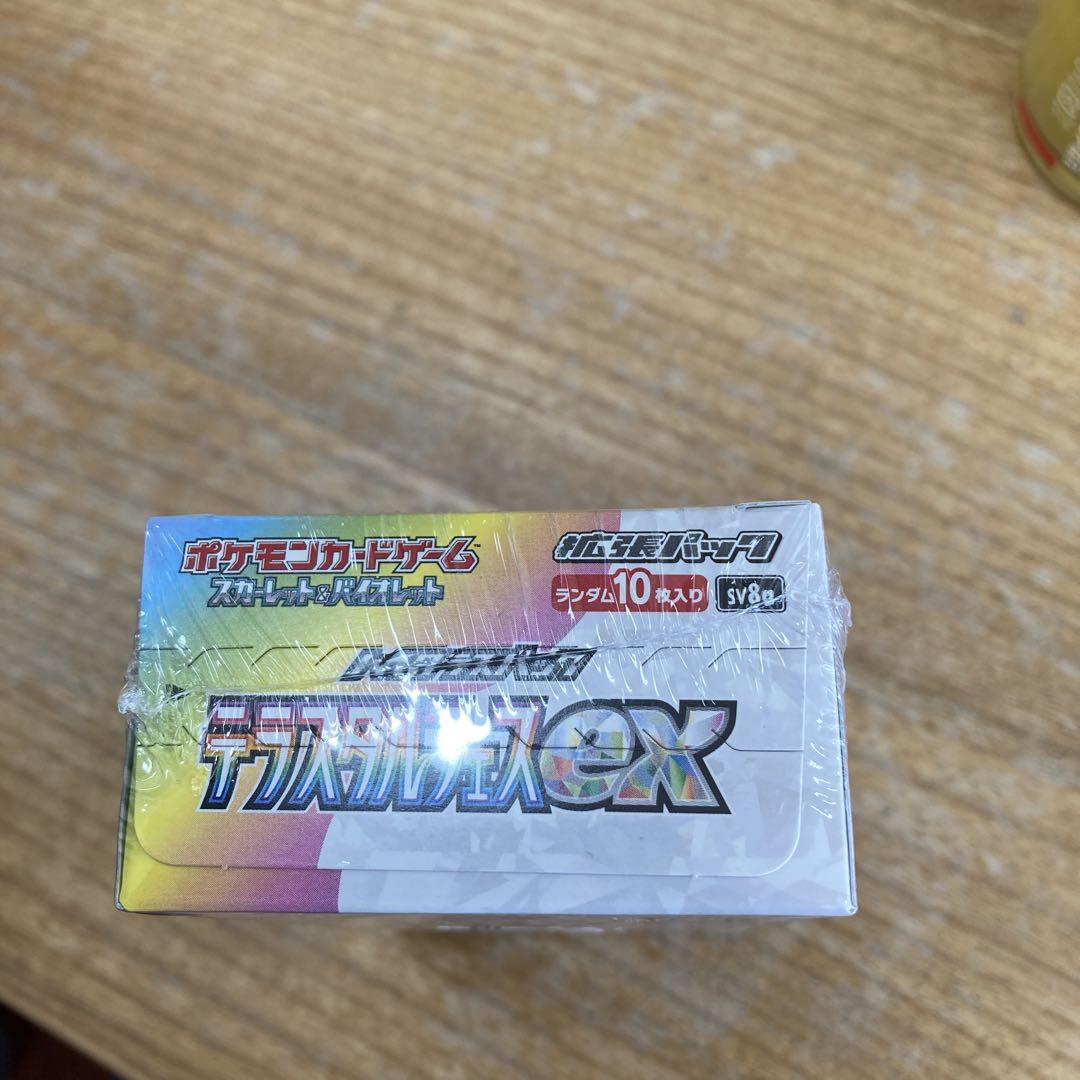 ポケモンカードゲーム
スカーレット&バイオレット
拡張パック
ランダム10枚入り
SV8a
ハイクラスパック
テラスタルフェスex